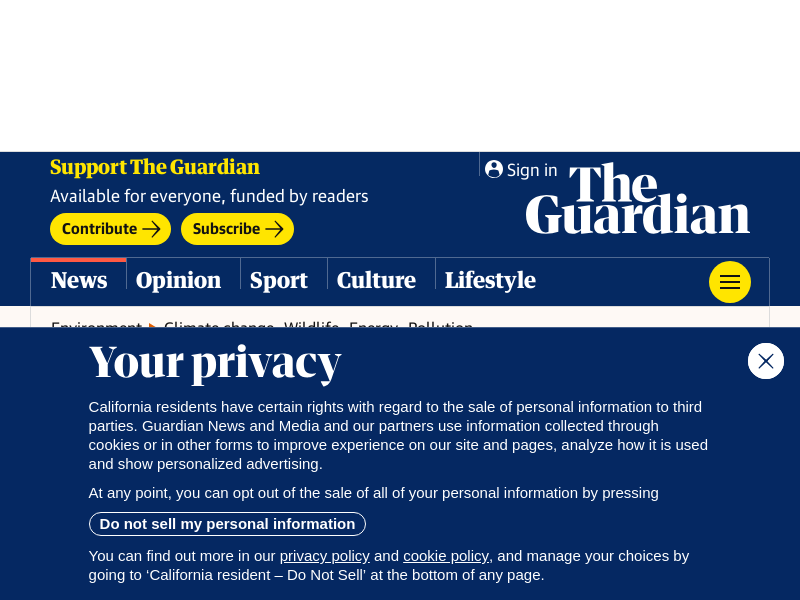 Support The Guardian
Available for everyone, funded by readers
Contribute
Subscribe
Sign in
The
Guardian
News
Opinion
Sport
Culture
Lifestyle
Environment Climate change Wildlife Energy Pollution
Your privacy
California residents have certain rights with regard to the sale of personal information to third
parties. Guardian News and Media and our partners use information collected through
cookies or in other forms to improve experience on our site and pages, analyze how it is used
and show personalized advertising.
At any point, you can opt out of the sale of all of your personal information by pressing
Do not sell my personal information
You can find out more in our privacy policy and cookie policy, and manage your choices by
going to ‘California resident – Do Not Sell’ at the bottom of any page.